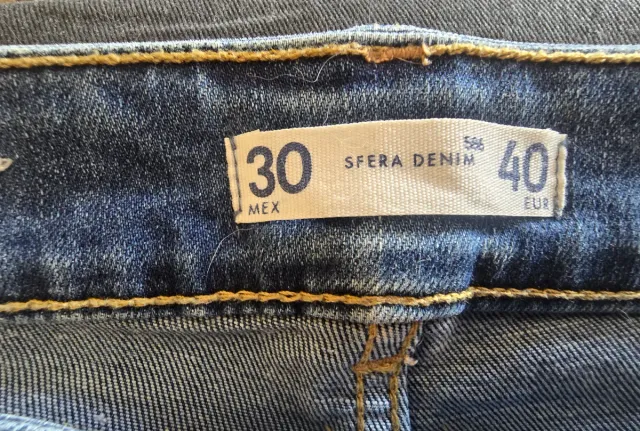 30 SFERA DENIM 586 40
MEX EUR